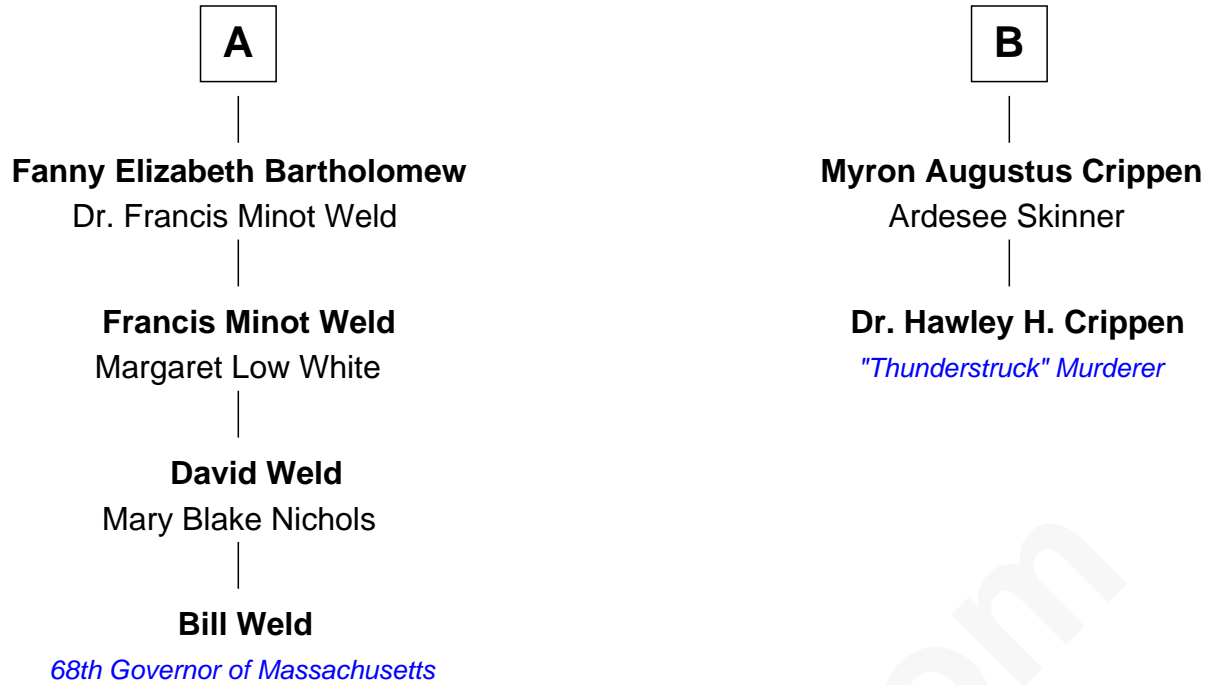 A
Fanny Elizabeth Bartholomew
Dr. Francis Minot Weld
Francis Minot Weld
Margaret Low White
David Weld
Mary Blake Nichols
Bill Weld
68th Governor of Massachusetts
B
Myron Augustus Crippen
Ardesee Skinner
Dr. Hawley H. Crippen
"Thunderstruck" Murderer
om